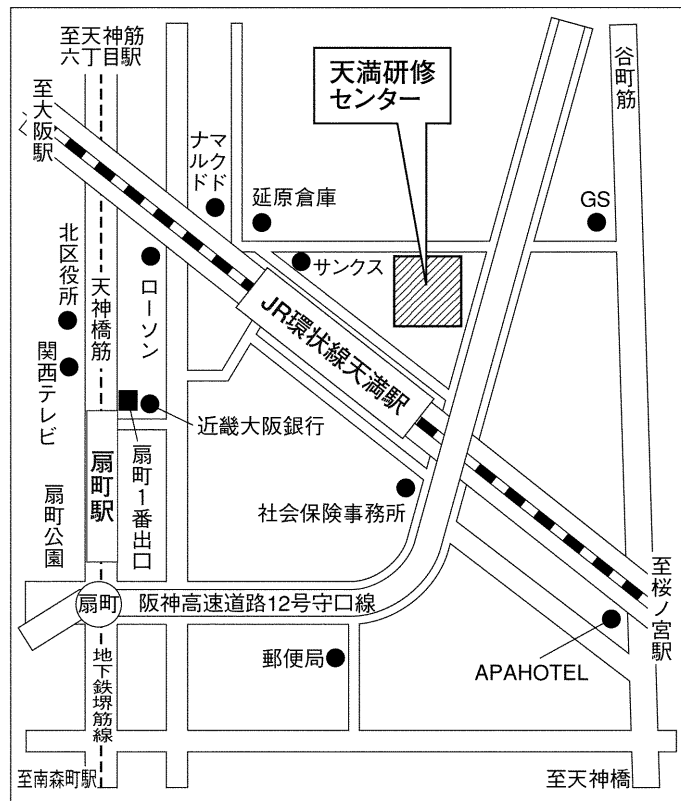 至天神筋
六丁目駅
至大阪駅
谷町筋
天満研修
センター
マクド
ナルド
延原倉庫
GS
サンクス
北区役所
天神橋筋
ローソン
関西テレビ
JR環状線天満駅
近畿大阪銀行
扇町駅
扇町1番出口
扇町公園
社会保険事務所
扇町
阪神高速道路12号守口線
至桜ノ宮駅
郵便局
APAHOTEL
地下鉄堺筋線
至南森町駅
至天神橋